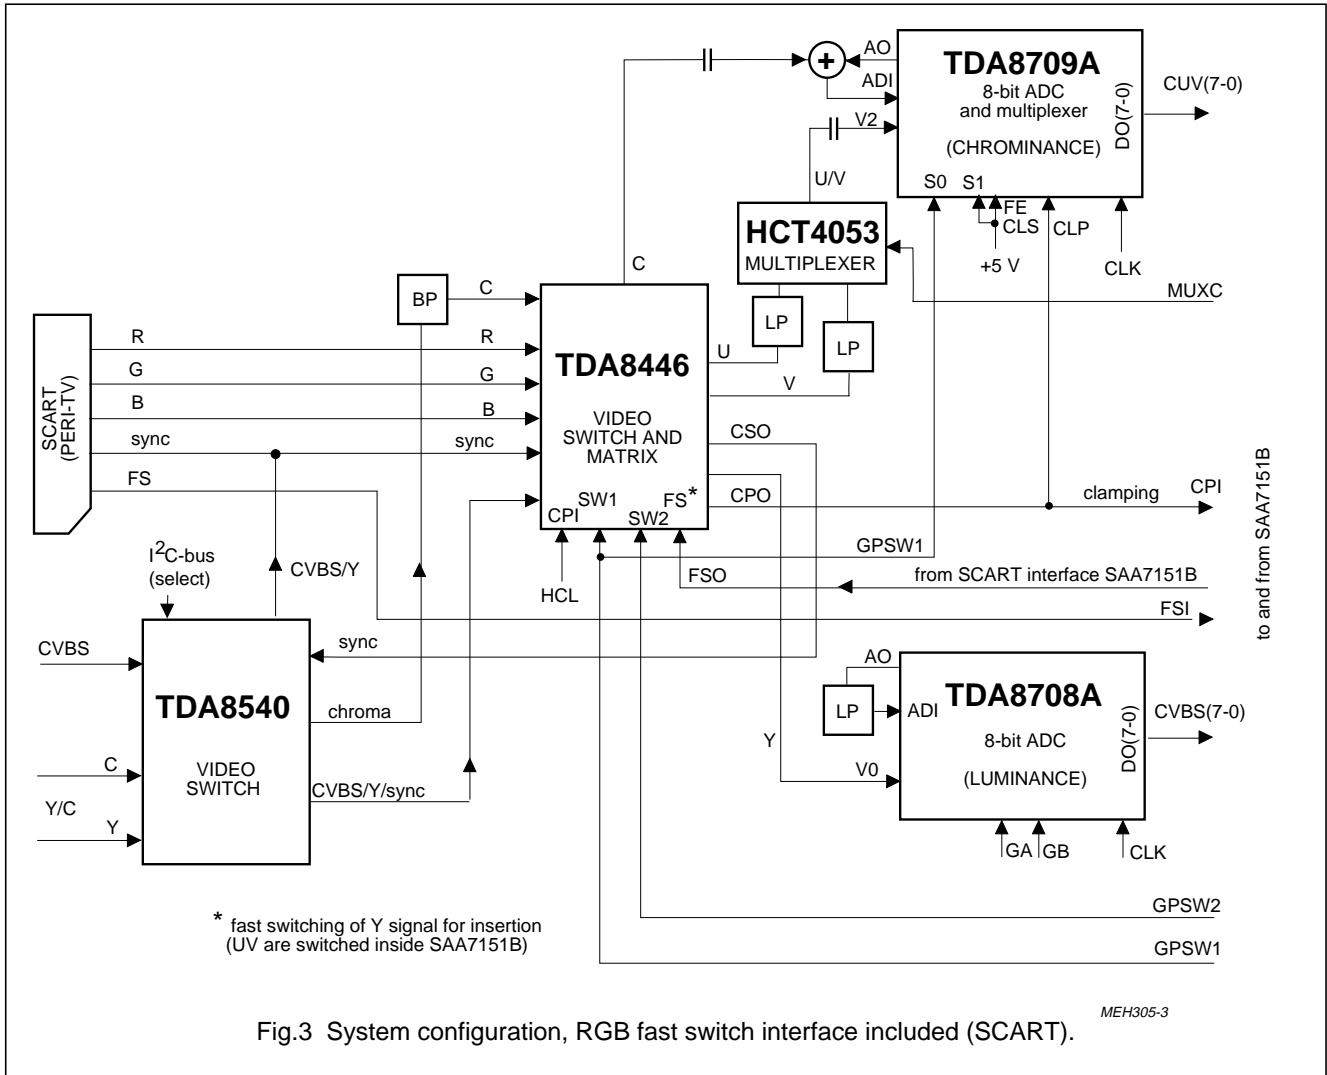 AO
TDA8709A
ADI
8-bit ADC
and multiplexer
DO(7-0)
CUV(7-0)
V2
(CHROMINANCE)
U/V
S0
S1
FE
CLS
CLP
HCT4053
MULTIPLEXER
+5 V
CLK
C
BP
C
MUXC
LP
LP
SCART
(PERI-TV)
R
R
G
G
B
B
sync
sync
FS
TDA8446
VIDEO
SWITCH AND
MATRIX
U
V
CSO
CPO
SW1
FS*
CPI
SW2
clamping
CPI
GPSW1
HCL
FSO
from SCART interface SAA7151B
FSI
to and from SAA7151B
I2C-bus
(select)
CVBS/Y
CVBS
sync
TDA8540
chroma
VIDEO
SWITCH
C
Y/C
Y
CVBS/Y/sync
AO
LP
ADI
TDA8708A
8-bit ADC
(LUMINANCE)
DO(7-0)
CVBS(7-0)
Y
V0
GA
GB
CLK
GPSW2
GPSW1
* fast switching of Y signal for insertion
(UV are switched inside SAA7151B)
MEH305-3
Fig.3 System configuration, RGB fast switch interface included (SCART).